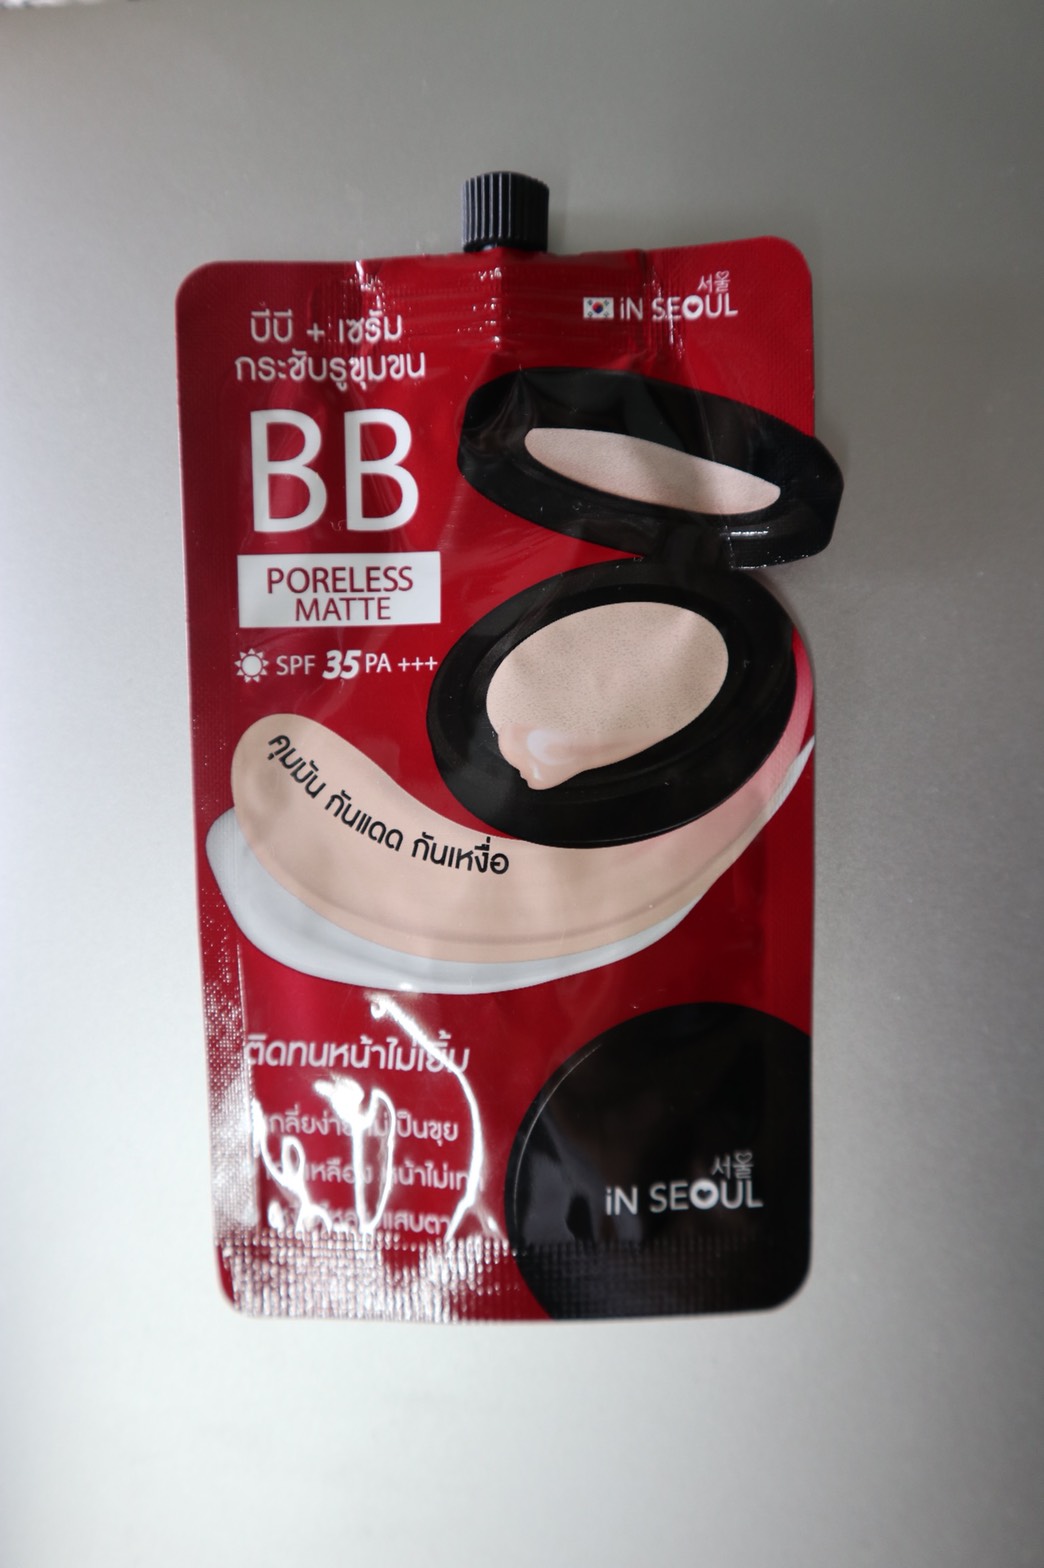 บีบี + เซรั่ม
กระชับรูขุมขน
서울
iN SEOUL
BB
PORELESS
MATTE
SPF 35 PA +++
คุมมัน กันแดด กันเหงื่อ
ติดทนหน้าไม่เยิ้ม
서울
iN SEOUL